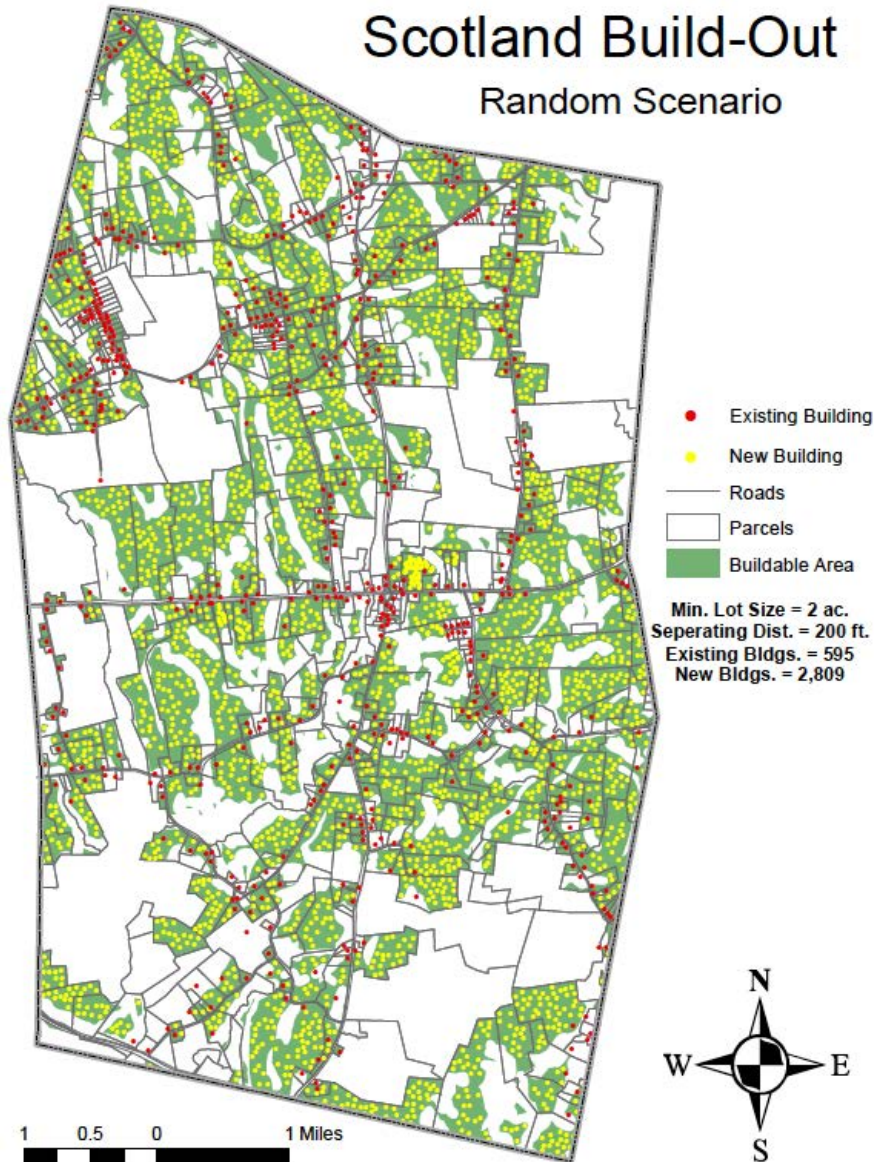 Scotland Build-Out
Random Scenario
Existing Building
New Building
Roads
Parcels
Buildable Area
Min. Lot Size = 2 ac.
Seperating Dist. = 200 ft.
Existing Bldgs. = 595
New Bldgs. = 2,809
N
W E
S
1 0.5 0 1 Miles